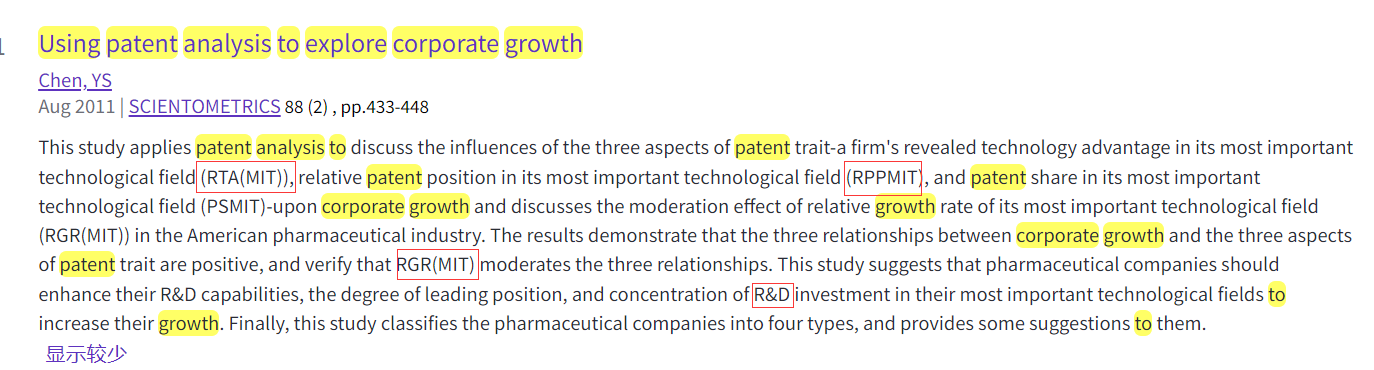 Using patent analysis to explore corporate growth
Chen, YS
Aug 2011 | SCIENTOMETRICS 88 (2) , pp.433-448
This study applies patent analysis to discuss the influences of the three aspects of patent trait-a firm's revealed technology advantage in its most important
technological field (RTA(MIT)), relative patent position in its most important technological field (RPPMIT), and patent share in its most important
technological field (PSMIT)-upon corporate growth and discusses the moderation effect of relative growth rate of its most important technological field
(RGR(MIT)) in the American pharmaceutical industry. The results demonstrate that the three relationships between corporate growth and the three aspects
of patent trait are positive, and verify that RGR(MIT) moderates the three relationships. This study suggests that pharmaceutical companies should
enhance their R&D capabilities, the degree of leading position, and concentration of R&D investment in their most important technological fields to
increase their growth. Finally, this study classifies the pharmaceutical companies into four types, and provides some suggestions to them.
显示较少